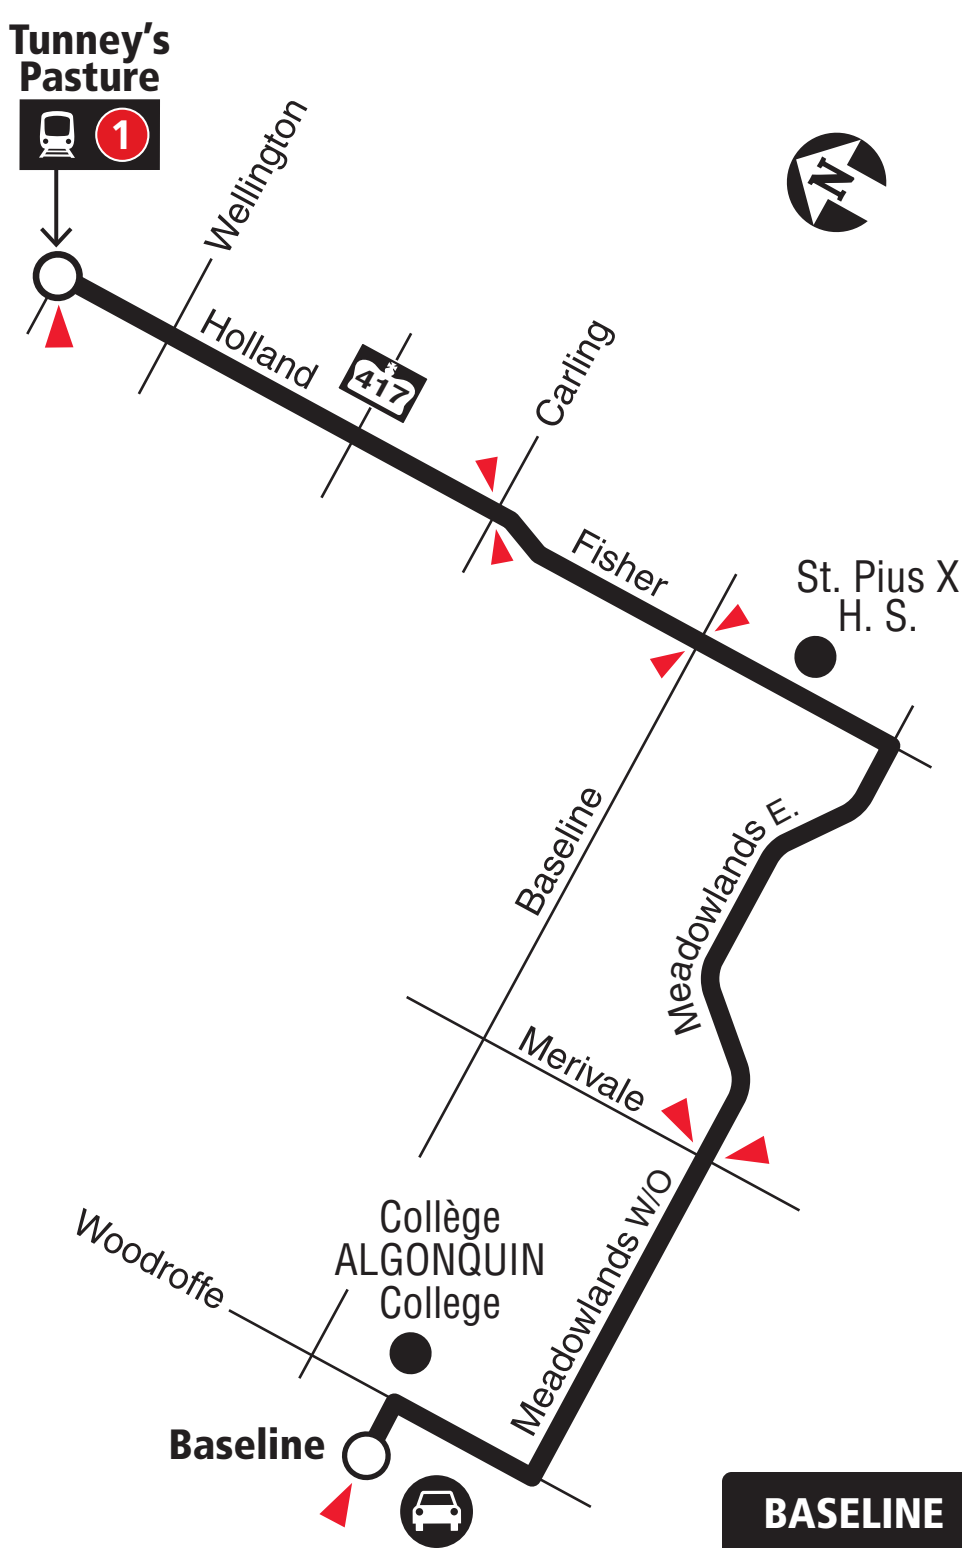 Tunney's
Pasture
1
Wellington
N
Holland
417
Carling
Fisher
St. Pius X
H. S.
Baseline
Meadowlands E.
Merivale
Meadowlands W/O
Woodroffe
Collège
ALGONQUIN
College
Baseline
BASELINE